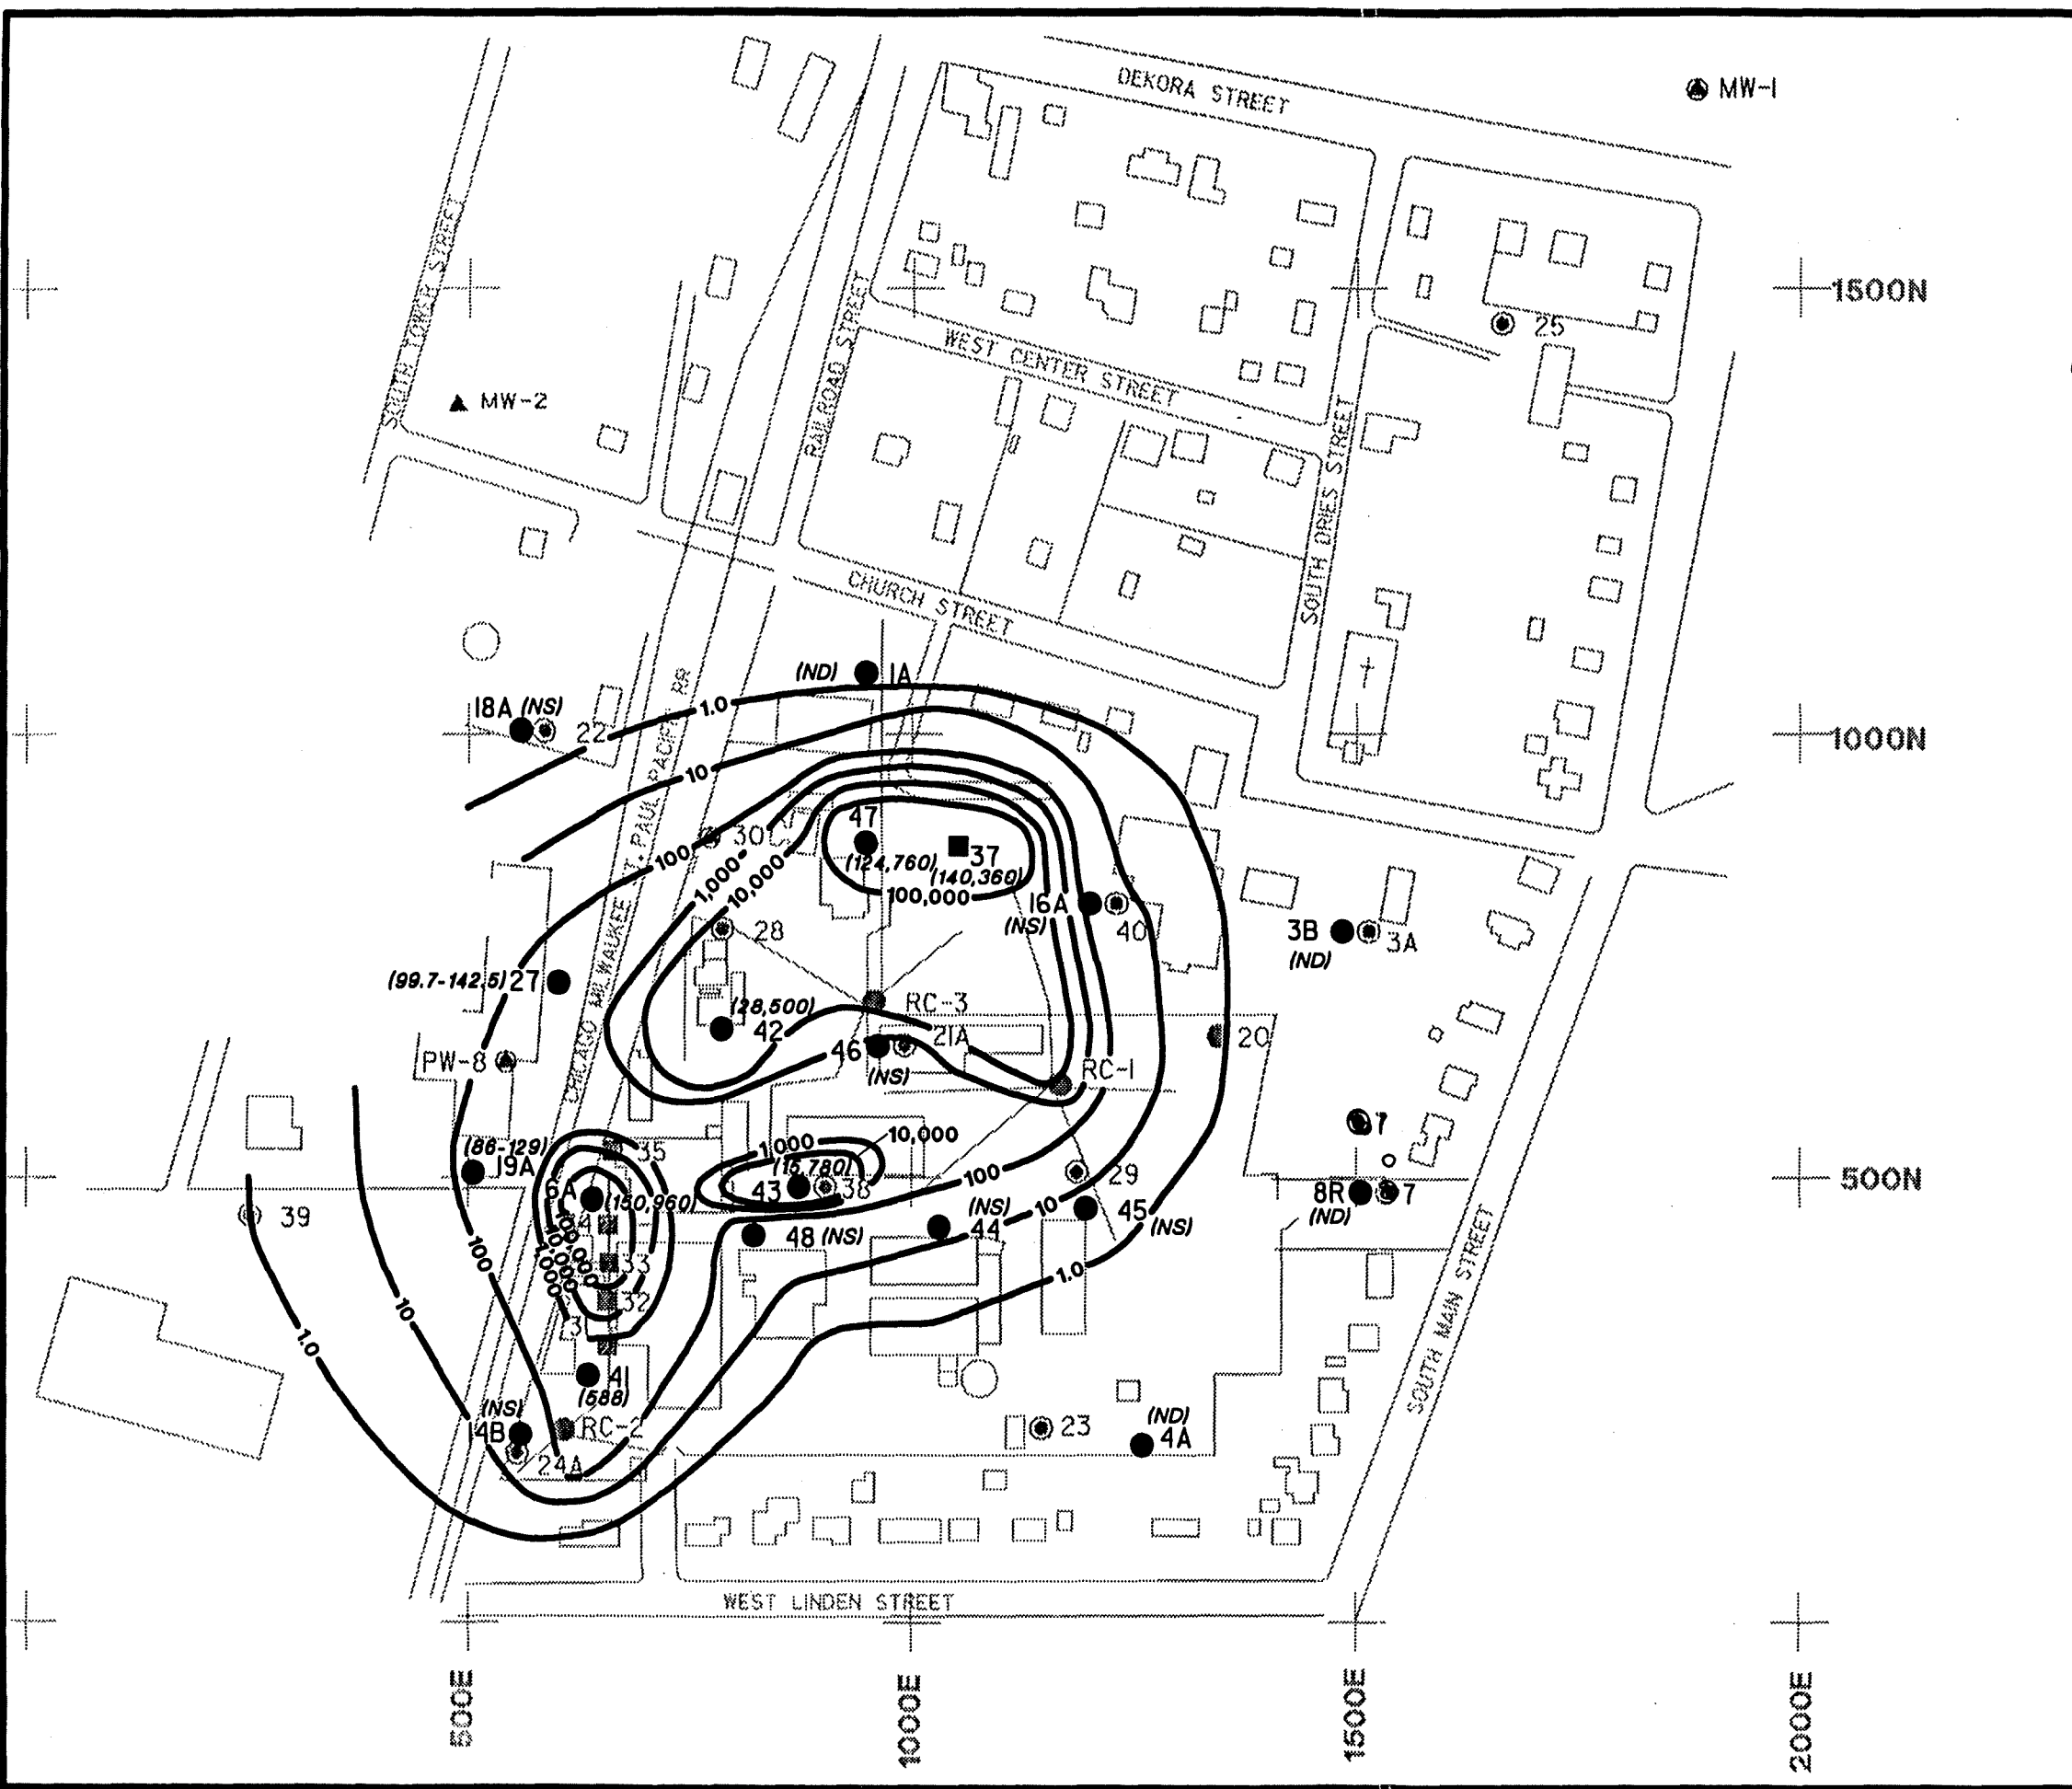 DEKORA STREET
MW-1
1500N
SOUTH TOWER STREET
RAILROAD STREET
25
WEST CENTER STREET
MW-2
SOUTH DRIES STREET
CHURCH STREET
(ND)
1A
18A (NS)
22
1.0
CHICAGO MILWAUKEE ST. PAUL PACIFIC RR
1000N
10
47
30
100
1,000
10,000
37
(124,760)
(140,360)
100,000
16A
(NS)
40
28
3B
3A
(ND)
(99.7-142.5) 27
(28,500)
RC-3
42
21A
20
46
(NS)
PW-8
RC-1
7
(86-129)
19A
35
1,000
10,000
(15,780)
43
38
100
29
500N
6A
(150,960)
8R
7
(ND)
39
(NS)
44
10
45
(NS)
48 (NS)
100
33
10
32
1.0
1.0
41
(588)
SOUTH MAIN STREET
(NS)
14B
RC-2
24A
23
(ND)
4A
WEST LINDEN STREET
500E
1000E
1500E
2000E